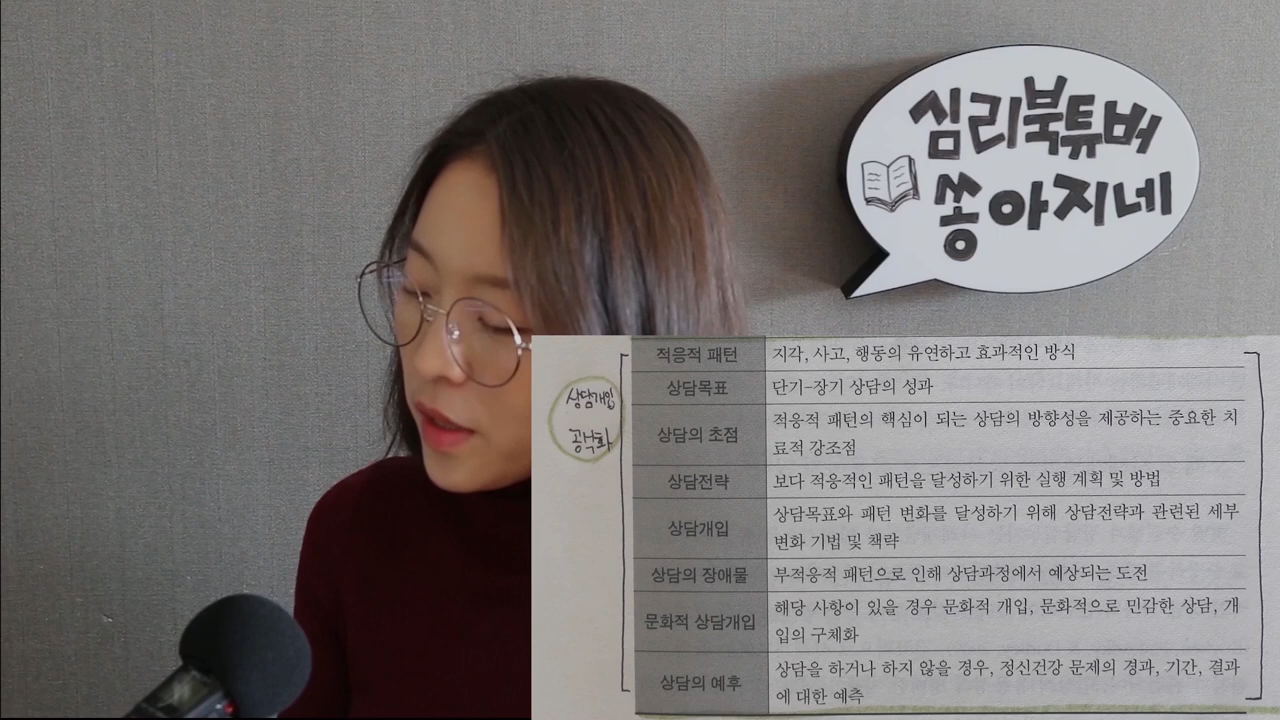 심리북튜버
쏭아지네
상담개입
공식화
적응적 패턴
지각, 사고, 행동의 유연하고 효과적인 방식
상담목표
단기–장기 상담의 성과
상담의 초점
적응적 패턴의 핵심이 되는 상담의 방향성을 제공하는 중요한 치
료적 강조점
상담전략
보다 적응적인 패턴을 달성하기 위한 실행 계획 및 방법
상담개입
상담목표와 패턴 변화를 달성하기 위해 상담전략과 관련된 세부
변화 기법 및 책략
상담의 장애물
부적응적 패턴으로 인해 상담과정에서 예상되는 도전
문화적 상담개입
해당 사항이 있을 경우 문화적 개입, 문화적으로 민감한 상담, 개
입의 구체화
상담의 예후
상담을 하거나 하지 않을 경우, 정신건강 문제의 경과, 기간, 결과
에 대한 예측